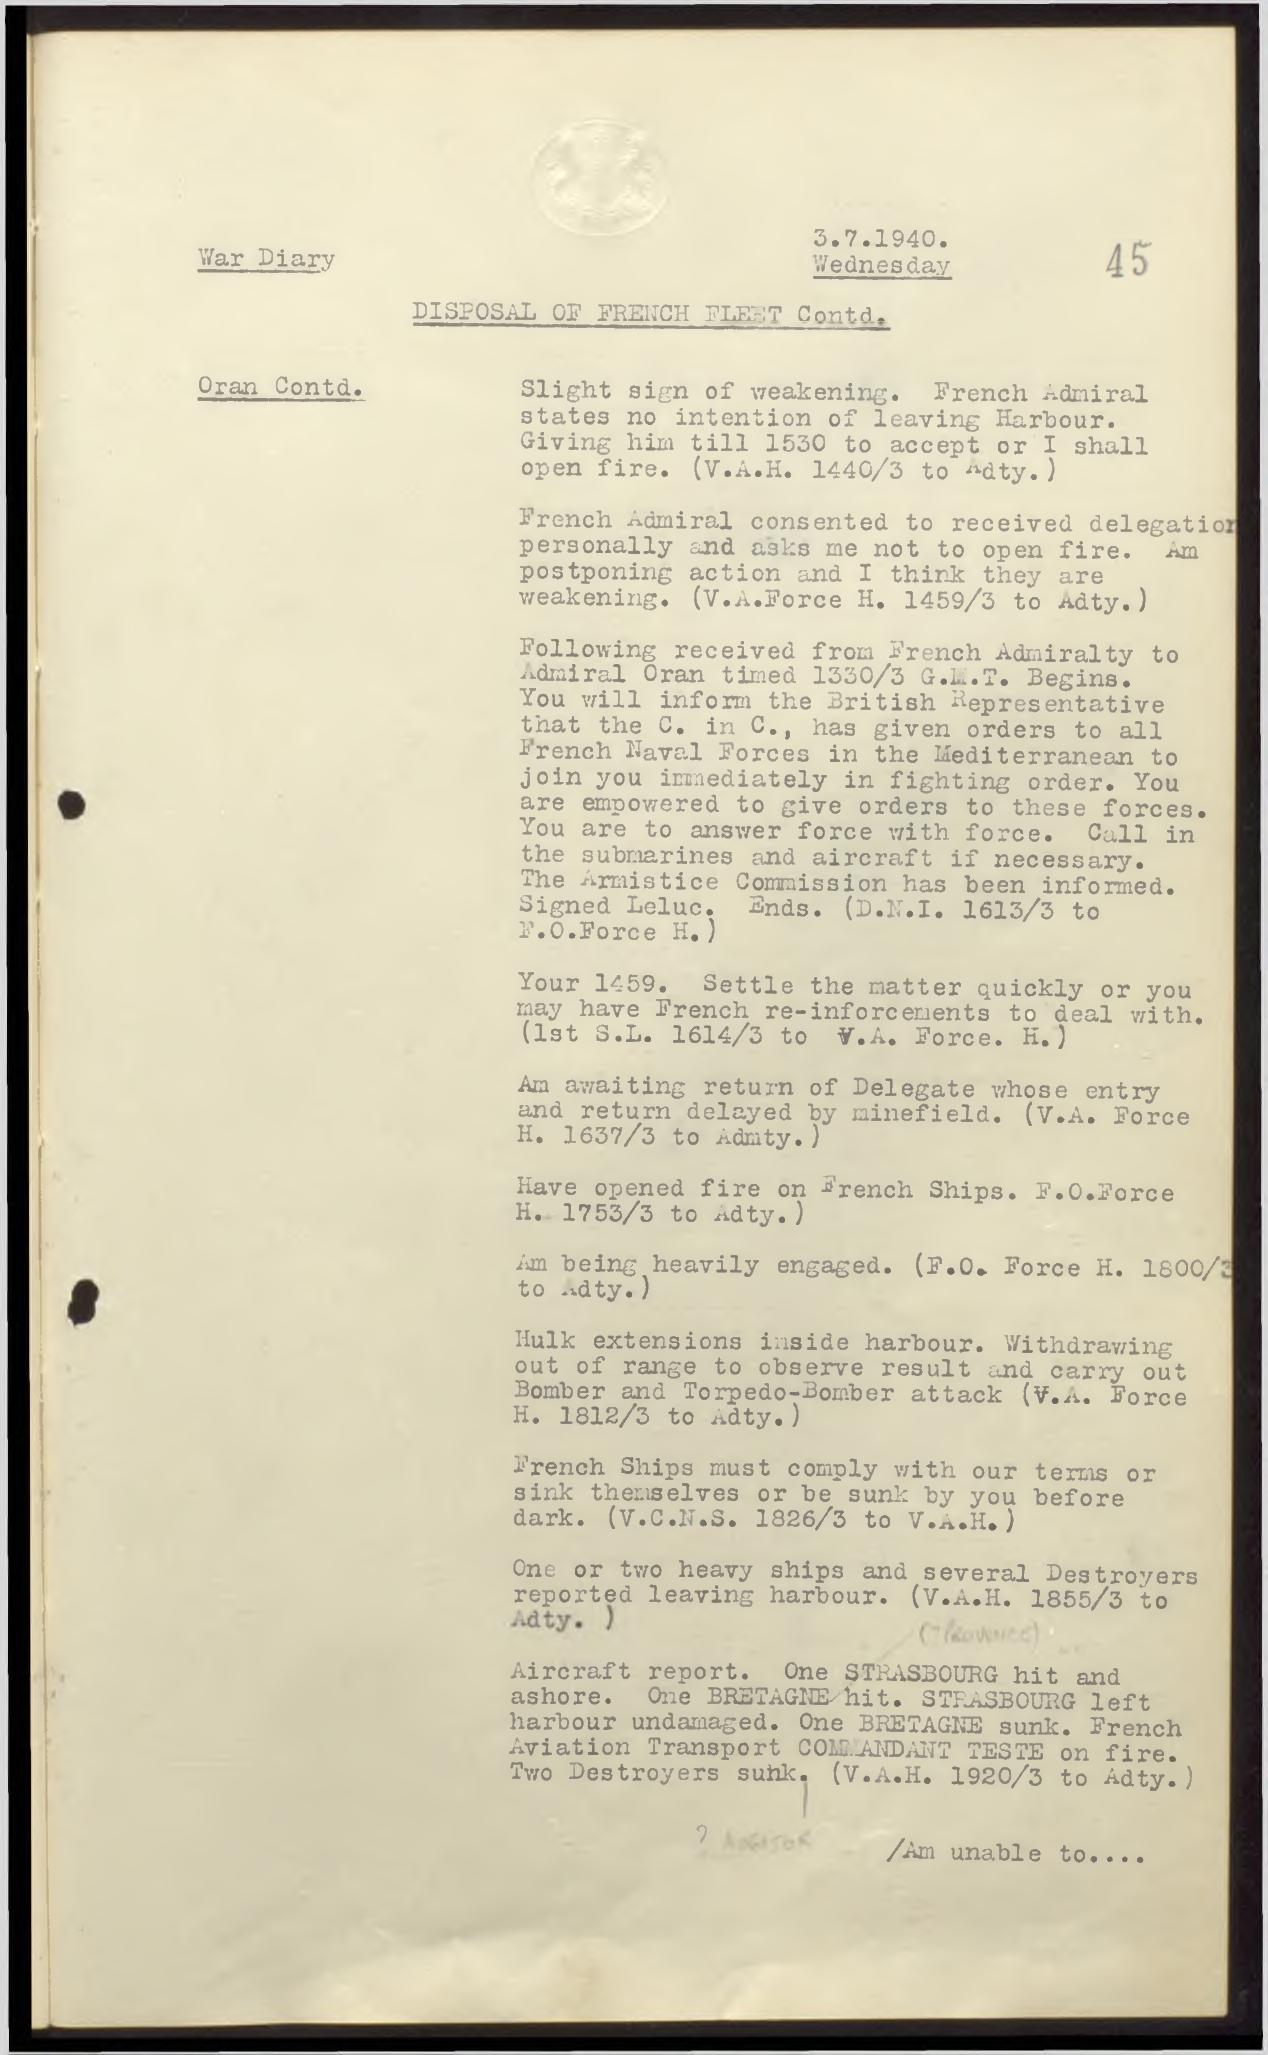 War Diary
3.7.1940.
Wednesday
45
DISPOSAL OF FRENCH FLEET Contd.
Oran Contd.
Slight sign of weakening. French Admiral
states no intention of leaving Harbour.
Giving him till 1530 to accept or I shall
open fire. (V.A.H. 1440/3 to Adty.)
French Admiral consented to received delegation
personally and asks me not to open fire. Am
postponing action and I think they are
weakening. (V.A.Force H. 1459/3 to Adty.)
Following received from French Admiralty to
Admiral Oran timed 1330/3 G.M.T. Begins.
You will inform the British Representative
that the C. in C., has given orders to all
French Naval Forces in the Mediterranean to
join you immediately in fighting order. You
are empowered to give orders to these forces.
You are to answer force with force. Call in
the submarines and aircraft if necessary.
The Armistice Commission has been informed.
Signed Leluc. Ends. (D.N.I. 1613/3 to
F.O.Force H.)
Your 1459. Settle the matter quickly or you
may have French re-inforcements to deal with.
(1st S.L. 1614/3 to V.A. Force. H.)
Am awaiting return of Delegate whose entry
and return delayed by minefield. (V.A. Force
H. 1637/3 to Admty.)
Have opened fire on French Ships. F.O.Force
H. 1753/3 to Adty.)
Am being heavily engaged. (F.O. Force H. 1800/3
to Adty.)
Hulk extensions inside harbour. Withdrawing
out of range to observe result and carry out
Bomber and Torpedo-Bomber attack (V.A. Force
H. 1812/3 to Adty.)
French Ships must comply with our terms or
sink themselves or be sunk by you before
dark. (V.C.N.S. 1826/3 to V.A.H.)
One or two heavy ships and several Destroyers
reported leaving harbour. (V.A.H. 1855/3 to
Adty. )
(? PROVENCE)
Aircraft report. One STRASBOURG hit and
ashore. One BRETAGNE hit. STRASBOURG left
harbour undamaged. One BRETAGNE sunk. French
Aviation Transport COMMANDANT TESTE on fire.
Two Destroyers sunk. (V.A.H. 1920/3 to Adty.)
?
/Am unable to....